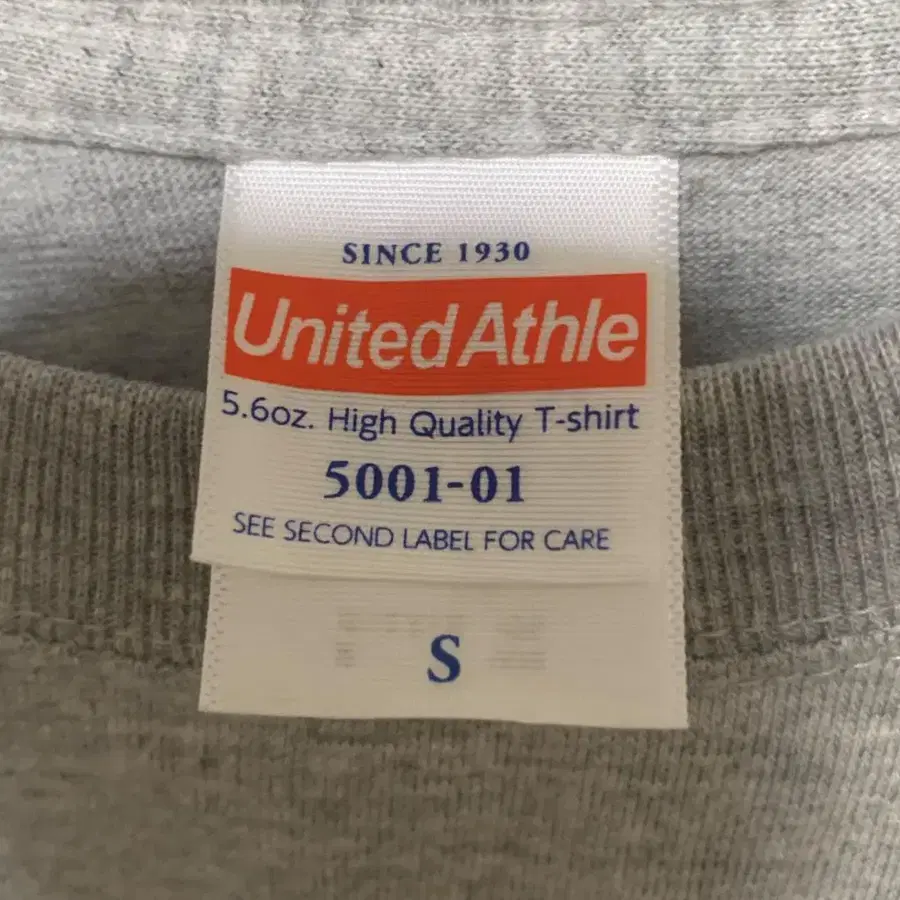 SINCE 1930
United Athle
5.6oz. High Quality T-shirt
5001-01
SEE SECOND LABEL FOR CARE
S